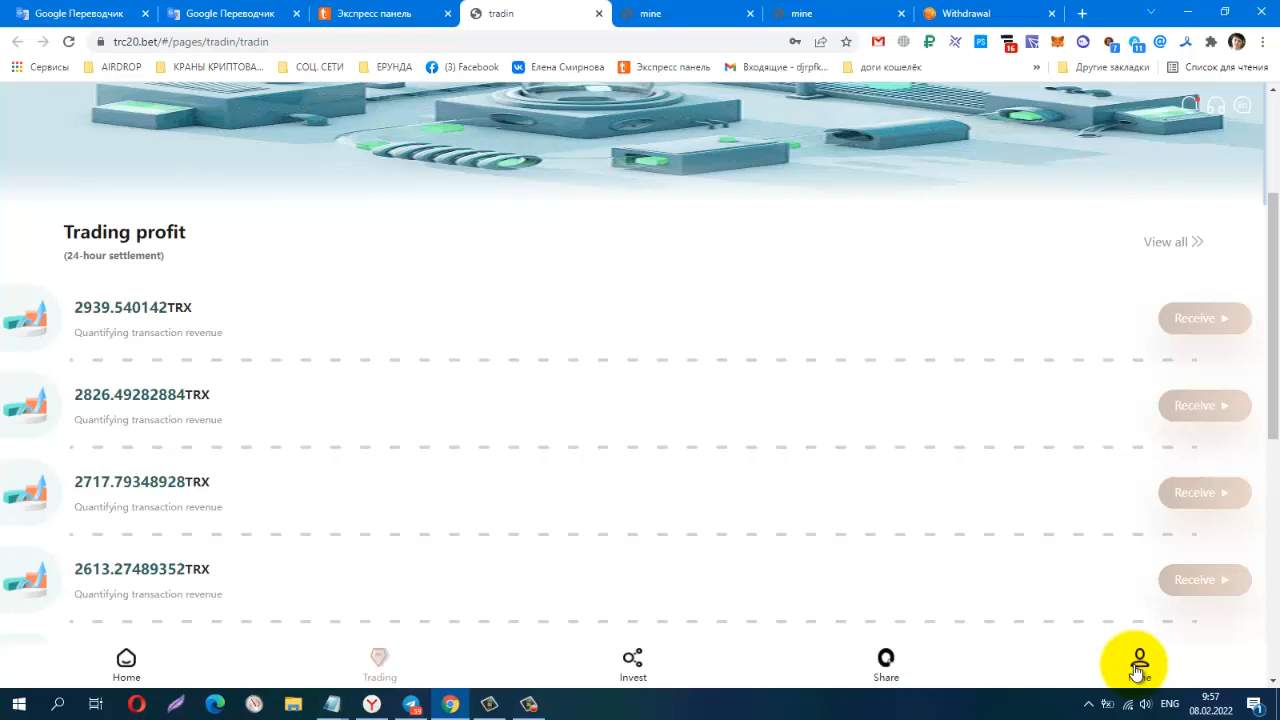 Google Переводчик
Google Переводчик
Экспресс панель
tradin
mine
mine
Withdrawal
trc20.bet/#/pages/tradin/tradin
16
7
11
Сервисы
AIRDROP
КРАНЫ КРИПТОВА...
СОЦ. СЕТИ
ЕРУНДА
(3) Facebook
Елена Смирнова
Экспресс панель
Входящие - djrpfk...
доги кошелёк
»
Другие закладки
Список для чтения
Trading profit
(24-hour settlement)
View all
2939.540142TRX
Quantifying transaction revenue
Receive
2826.49282884TRX
Quantifying transaction revenue
Receive
2717.79348928TRX
Quantifying transaction revenue
Receive
2613.27489352TRX
Quantifying transaction revenue
Receive
Home
Trading
Invest
Share
ENG
9:57
08.02.2022